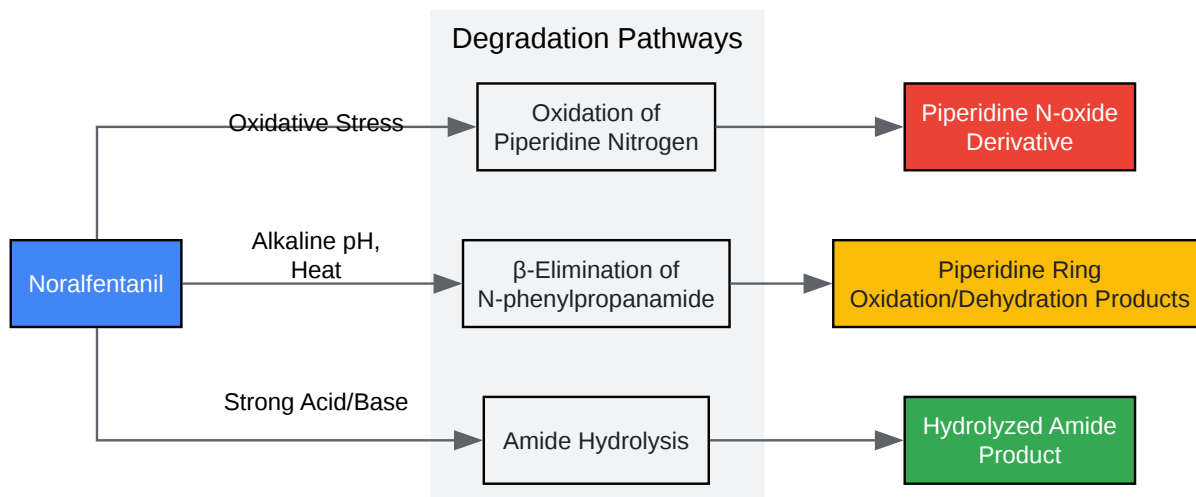 Degradation Pathways
Oxidative Stress
Oxidation of
Piperidine Nitrogen
Piperidine N-oxide
Derivative
Noralfentanil
Alkaline pH,
Heat
β-Elimination of
N-phenylpropanamide
Piperidine Ring
Oxidation/Dehydration Products
Strong Acid/Base
Amide Hydrolysis
Hydrolyzed Amide
Product